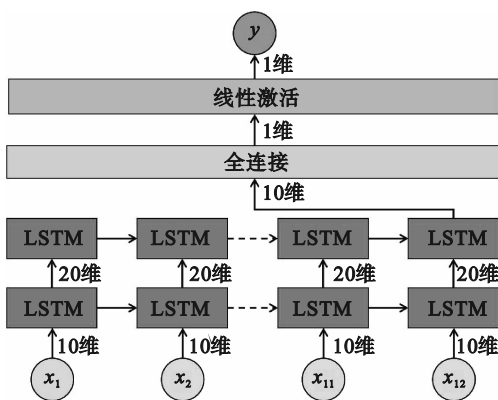 y
1维
线性激活
1维
全连接
10维
LSTM LSTM LSTM LSTM
20维 20维 20维 20维
LSTM LSTM LSTM LSTM
10维 10维 10维 10维
x1 x2 x11 x12